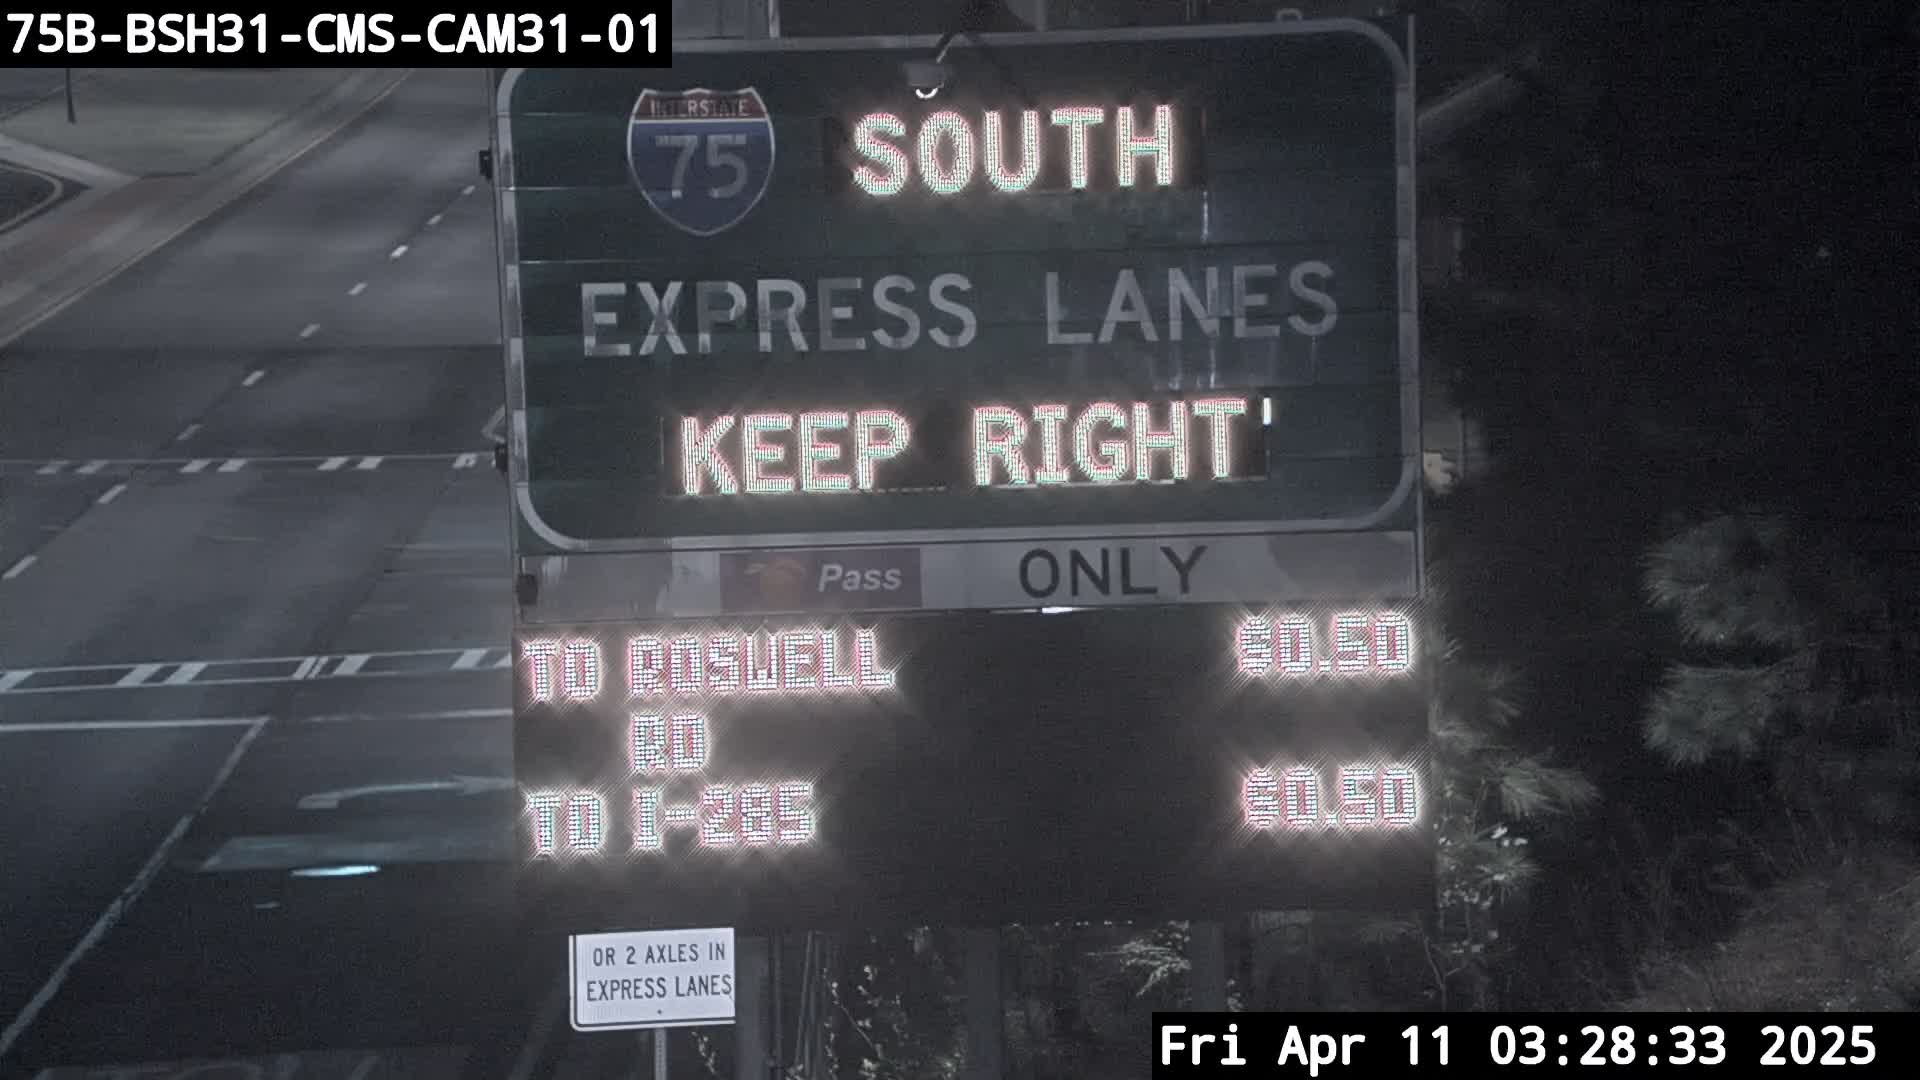 75B-BSH31-CMS-CAM31-01
INTERSTATE
75
SOUTH
EXPRESS LANES
KEEP RIGHT
Pass ONLY
TO ROSWELL $0.50
RD
TO I-285 $0.50
OR 2 AXLES IN
EXPRESS LANES
Fri Apr 11 03:28:33 2025